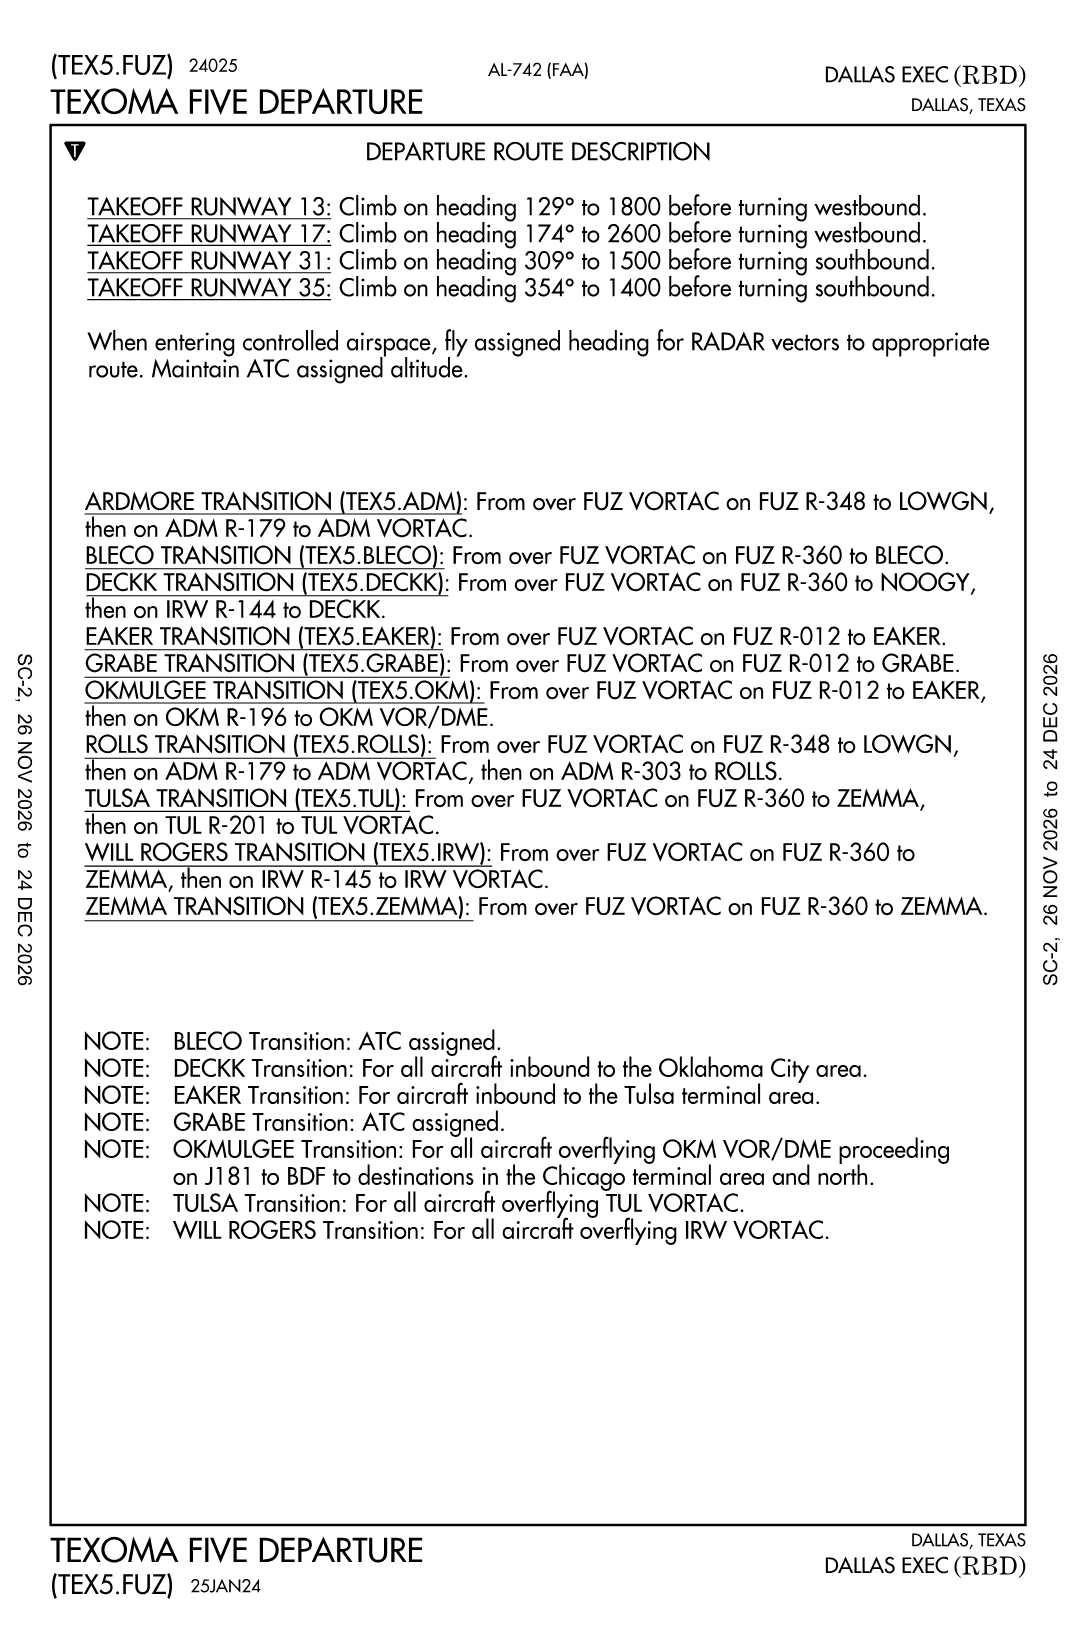 (TEX5.FUZ) 24025
AL-742 (FAA)
DALLAS EXEC (RBD)
TEXOMA FIVE DEPARTURE
DALLAS, TEXAS
T
DEPARTURE ROUTE DESCRIPTION
TAKEOFF RUNWAY 13: Climb on heading 129° to 1800 before turning westbound.
TAKEOFF RUNWAY 17: Climb on heading 174° to 2600 before turning westbound.
TAKEOFF RUNWAY 31: Climb on heading 309° to 1500 before turning southbound.
TAKEOFF RUNWAY 35: Climb on heading 354° to 1400 before turning southbound.
When entering controlled airspace, fly assigned heading for RADAR vectors to appropriate
route. Maintain ATC assigned altitude.
ARDMORE TRANSITION (TEX5.ADM): From over FUZ VORTAC on FUZ R-348 to LOWGN,
then on ADM R-179 to ADM VORTAC.
BLECO TRANSITION (TEX5.BLECO): From over FUZ VORTAC on FUZ R-360 to BLECO.
DECKK TRANSITION (TEX5.DECKK): From over FUZ VORTAC on FUZ R-360 to NOOGY,
then on IRW R-144 to DECKK.
EAKER TRANSITION (TEX5.EAKER): From over FUZ VORTAC on FUZ R-012 to EAKER.
GRABE TRANSITION (TEX5.GRABE): From over FUZ VORTAC on FUZ R-012 to GRABE.
OKMULGEE TRANSITION (TEX5.OKM): From over FUZ VORTAC on FUZ R-012 to EAKER,
then on OKM R-196 to OKM VOR/DME.
ROLLS TRANSITION (TEX5.ROLLS): From over FUZ VORTAC on FUZ R-348 to LOWGN,
then on ADM R-179 to ADM VORTAC, then on ADM R-303 to ROLLS.
TULSA TRANSITION (TEX5.TUL): From over FUZ VORTAC on FUZ R-360 to ZEMMA,
then on TUL R-201 to TUL VORTAC.
WILL ROGERS TRANSITION (TEX5.IRW): From over FUZ VORTAC on FUZ R-360 to
ZEMMA, then on IRW R-145 to IRW VORTAC.
ZEMMA TRANSITION (TEX5.ZEMMA): From over FUZ VORTAC on FUZ R-360 to ZEMMA.
NOTE: BLECO Transition: ATC assigned.
NOTE: DECKK Transition: For all aircraft inbound to the Oklahoma City area.
NOTE: EAKER Transition: For aircraft inbound to the Tulsa terminal area.
NOTE: GRABE Transition: ATC assigned.
NOTE: OKMULGEE Transition: For all aircraft overflying OKM VOR/DME proceeding
on J181 to BDF to destinations in the Chicago terminal area and north.
NOTE: TULSA Transition: For all aircraft overflying TUL VORTAC.
NOTE: WILL ROGERS Transition: For all aircraft overflying IRW VORTAC.
SC-2, 26 NOV 2026 to 24 DEC 2026
SC-2, 26 NOV 2026 to 24 DEC 2026
TEXOMA FIVE DEPARTURE
DALLAS, TEXAS
(TEX5.FUZ) 25JAN24
DALLAS EXEC (RBD)